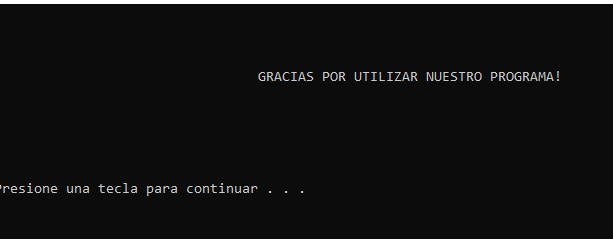 GRACIAS POR UTILIZAR NUESTRO PROGRAMA!
Presione una tecla para continuar . . .